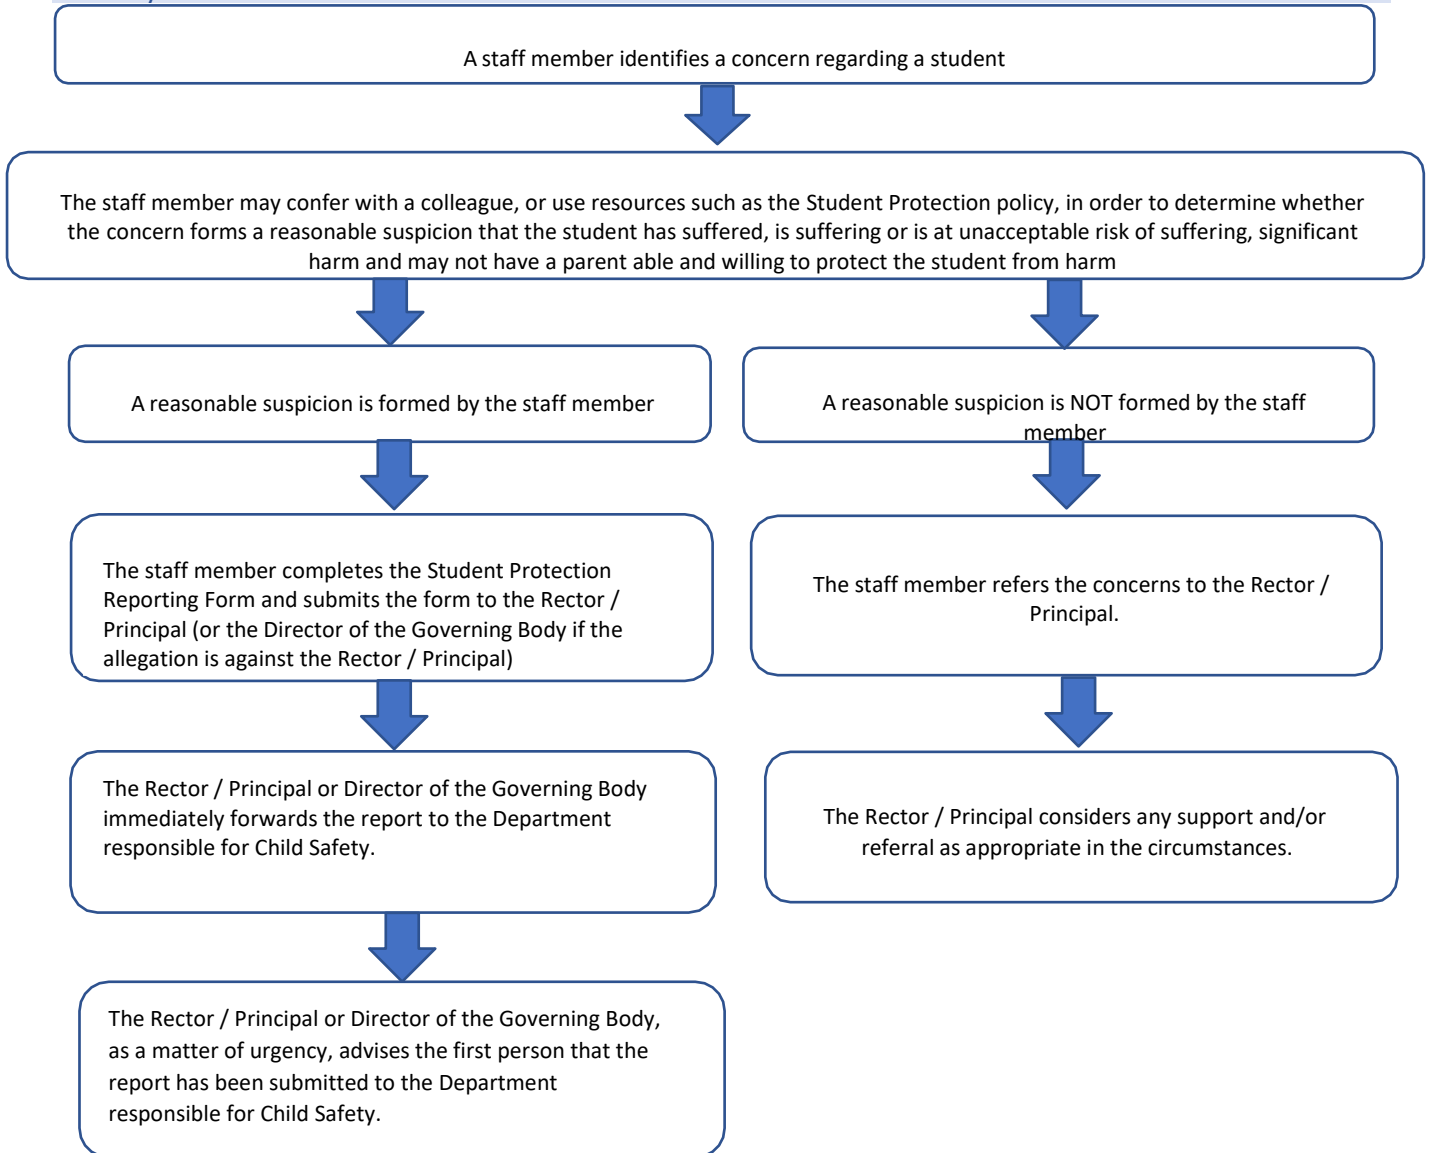 A staff member identifies a concern regarding a student
The staff member may confer with a colleague, or use resources such as the Student Protection policy, in order to determine whether
the concern forms a reasonable suspicion that the student has suffered, is suffering or is at unacceptable risk of suffering, significant
harm and may not have a parent able and willing to protect the student from harm
A reasonable suspicion is formed by the staff member
A reasonable suspicion is NOT formed by the staff
member
The staff member completes the Student Protection
Reporting Form and submits the form to the Rector /
Principal (or the Director of the Governing Body if the
allegation is against the Rector / Principal)
The staff member refers the concerns to the Rector /
Principal.
The Rector / Principal or Director of the Governing Body
immediately forwards the report to the Department
responsible for Child Safety.
The Rector / Principal considers any support and/or
referral as appropriate in the circumstances.
The Rector / Principal or Director of the Governing Body,
as a matter of urgency, advises the first person that the
report has been submitted to the Department
responsible for Child Safety.